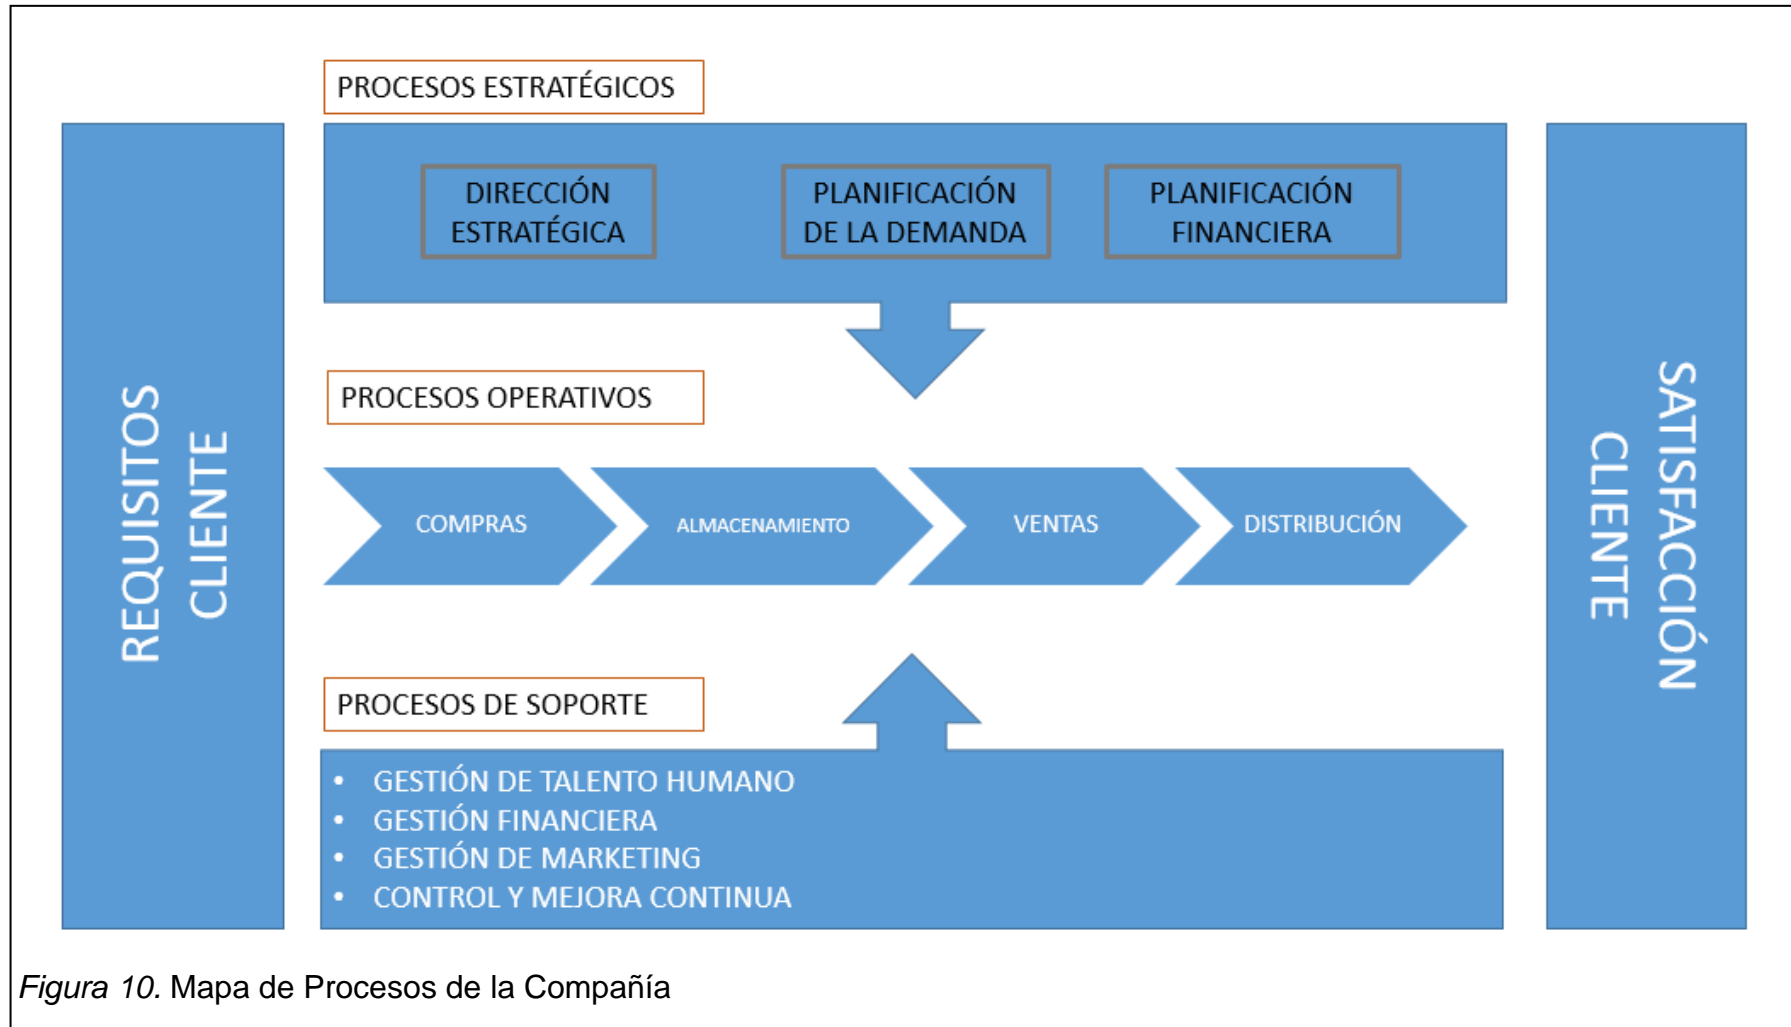 REQUISITOS
CLIENTE
PROCESOS ESTRATÉGICOS
DIRECCIÓN
ESTRATÉGICA
PLANIFICACIÓN
DE LA DEMANDA
PLANIFICACIÓN
FINANCIERA
PROCESOS OPERATIVOS
COMPRAS
ALMACENAMIENTO
VENTAS
DISTRIBUCIÓN
PROCESOS DE SOPORTE
• GESTIÓN DE TALENTO HUMANO
• GESTIÓN FINANCIERA
• GESTIÓN DE MARKETING
• CONTROL Y MEJORA CONTINUA
SATISFACCIÓN
CLIENTE
Figura 10. Mapa de Procesos de la Compañía